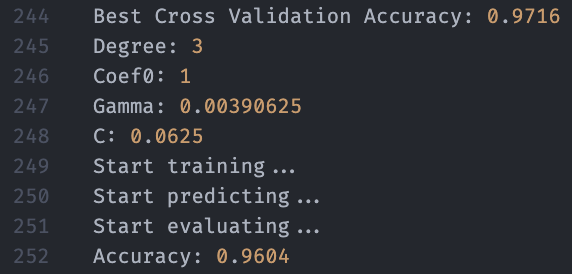 244 Best Cross Validation Accuracy: 0.9716
245 Degree: 3
246 Coef0: 1
247 Gamma: 0.00390625
248 C: 0.0625
249 Start training...
250 Start predicting...
251 Start evaluating...
252 Accuracy: 0.9604